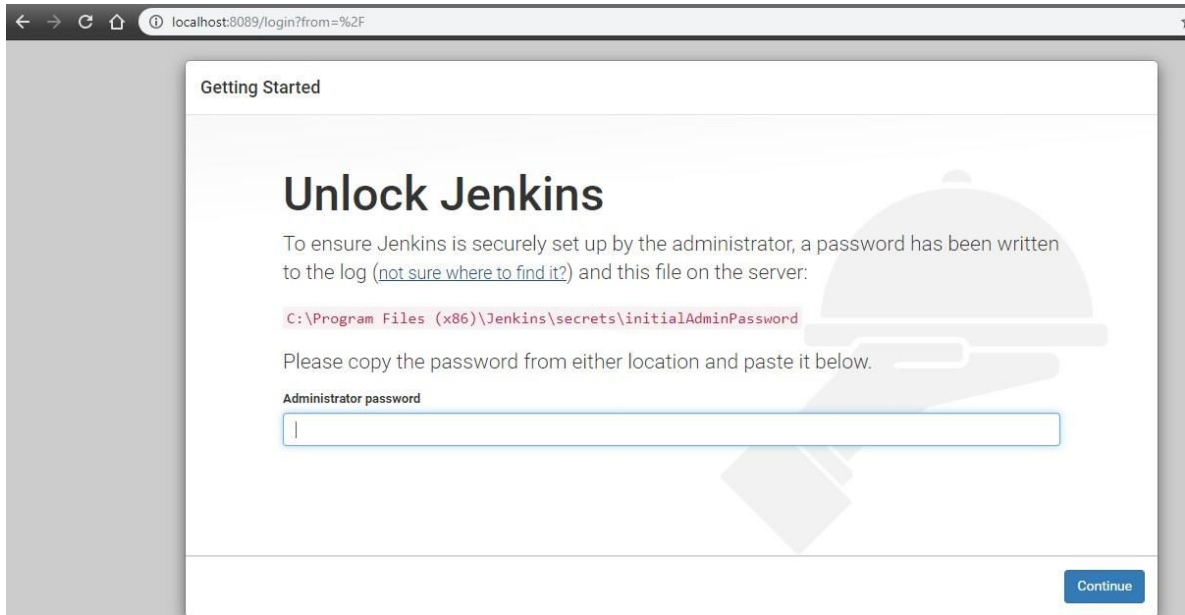 localhost:8089/login?from=%2F
Getting Started
Unlock Jenkins
To ensure Jenkins is securely set up by the administrator, a password has been written
to the log (not sure where to find it?) and this file on the server:
C:\Program Files (x86)\Jenkins\secrets\initialAdminPassword
Please copy the password from either location and paste it below.
Administrator password
Continue